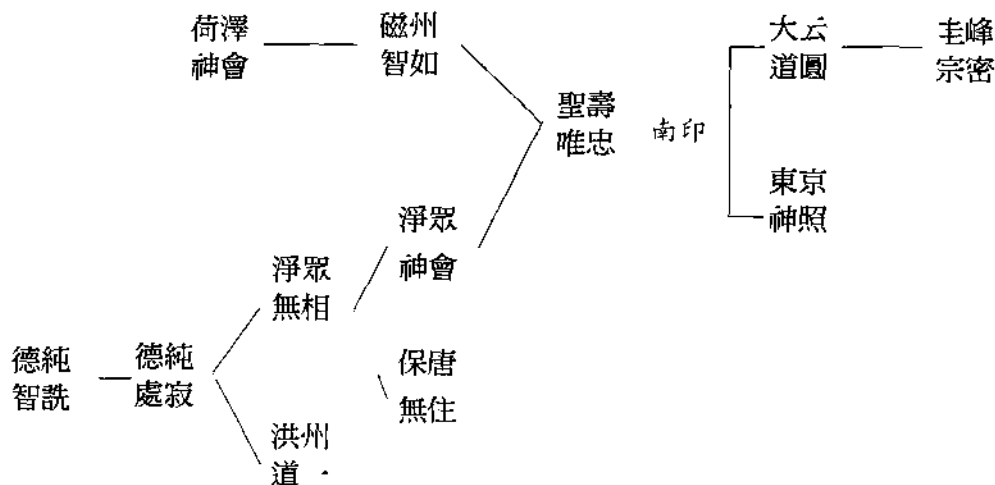 荷澤
神會
磁州
智如
聖壽
唯忠
南印
大云
道圓
圭峰
宗密
東京
神照
淨眾
神會
淨眾
無相
保唐
無住
德純
智詵
德純
處寂
洪州
道一